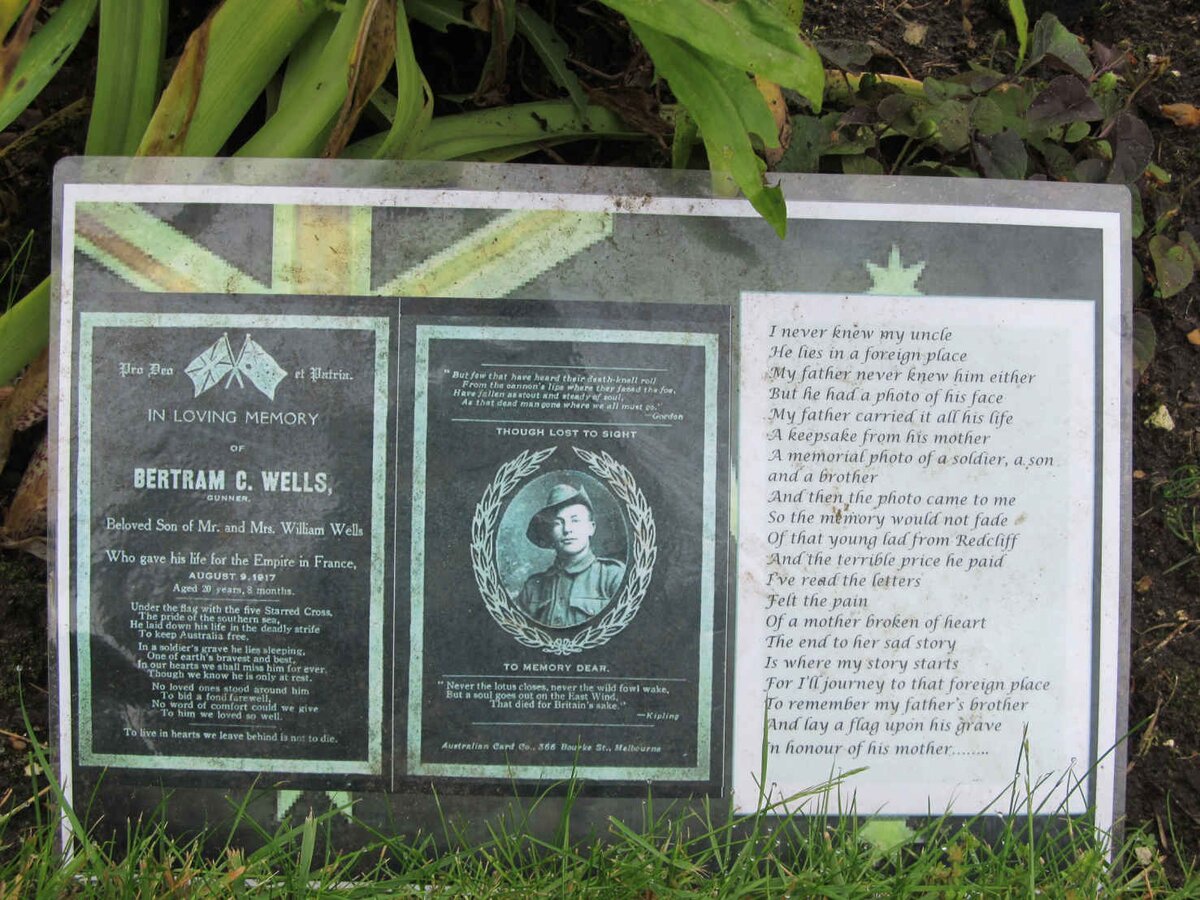 Pro Deo et Patria.
IN LOVING MEMORY
OF
BERTRAM C. WELLS,
GUNNER.
Beloved Son of Mr. and Mrs. William Wells
Who gave his life for the Empire in France,
AUGUST 9, 1917
Aged 20 years, 8 months.
Under the flag with the five Starred Cross,
The pride of the southern sea,
He laid down his life in the deadly strife
To keep Australia free.
In a soldier's grave he lies sleeping,
One of earth's bravest and best,
In our hearts we shall miss him for ever.
Though we know he is only at rest.
No loved ones stood around him
To bid a fond farewell,
No word of comfort could we give
To him we loved so well.
To live in hearts we leave behind is not to die.
"But few that have heard their death-knell roll
From the cannon's lips where they faced the foe,
Have fallen as stout and steady of soul,
As that dead man gone where we all must go."
—Gordon
THOUGH LOST TO SIGHT
TO MEMORY DEAR.
"Never the lotus closes, never the wild fowl wake,
But a soul goes out on the East Wind,
That died for Britain's sake."
—Kipling
Australian Card Co., 366 Bourke St., Melbourne
I never knew my uncle
He lies in a foreign place
My father never knew him either
But he had a photo of his face
My father carried it all his life
A keepsake from his mother
A memorial photo of a soldier, a son
and a brother
And then the photo came to me
So the memory would not fade
Of that young lad from Redcliff
And the terrible price he paid
I've read the letters
Felt the pain
Of a mother broken of heart
The end to her sad story
Is where my story starts
For I'll journey to that foreign place
To remember my father's brother
And lay a flag upon his grave
In honour of his mother........